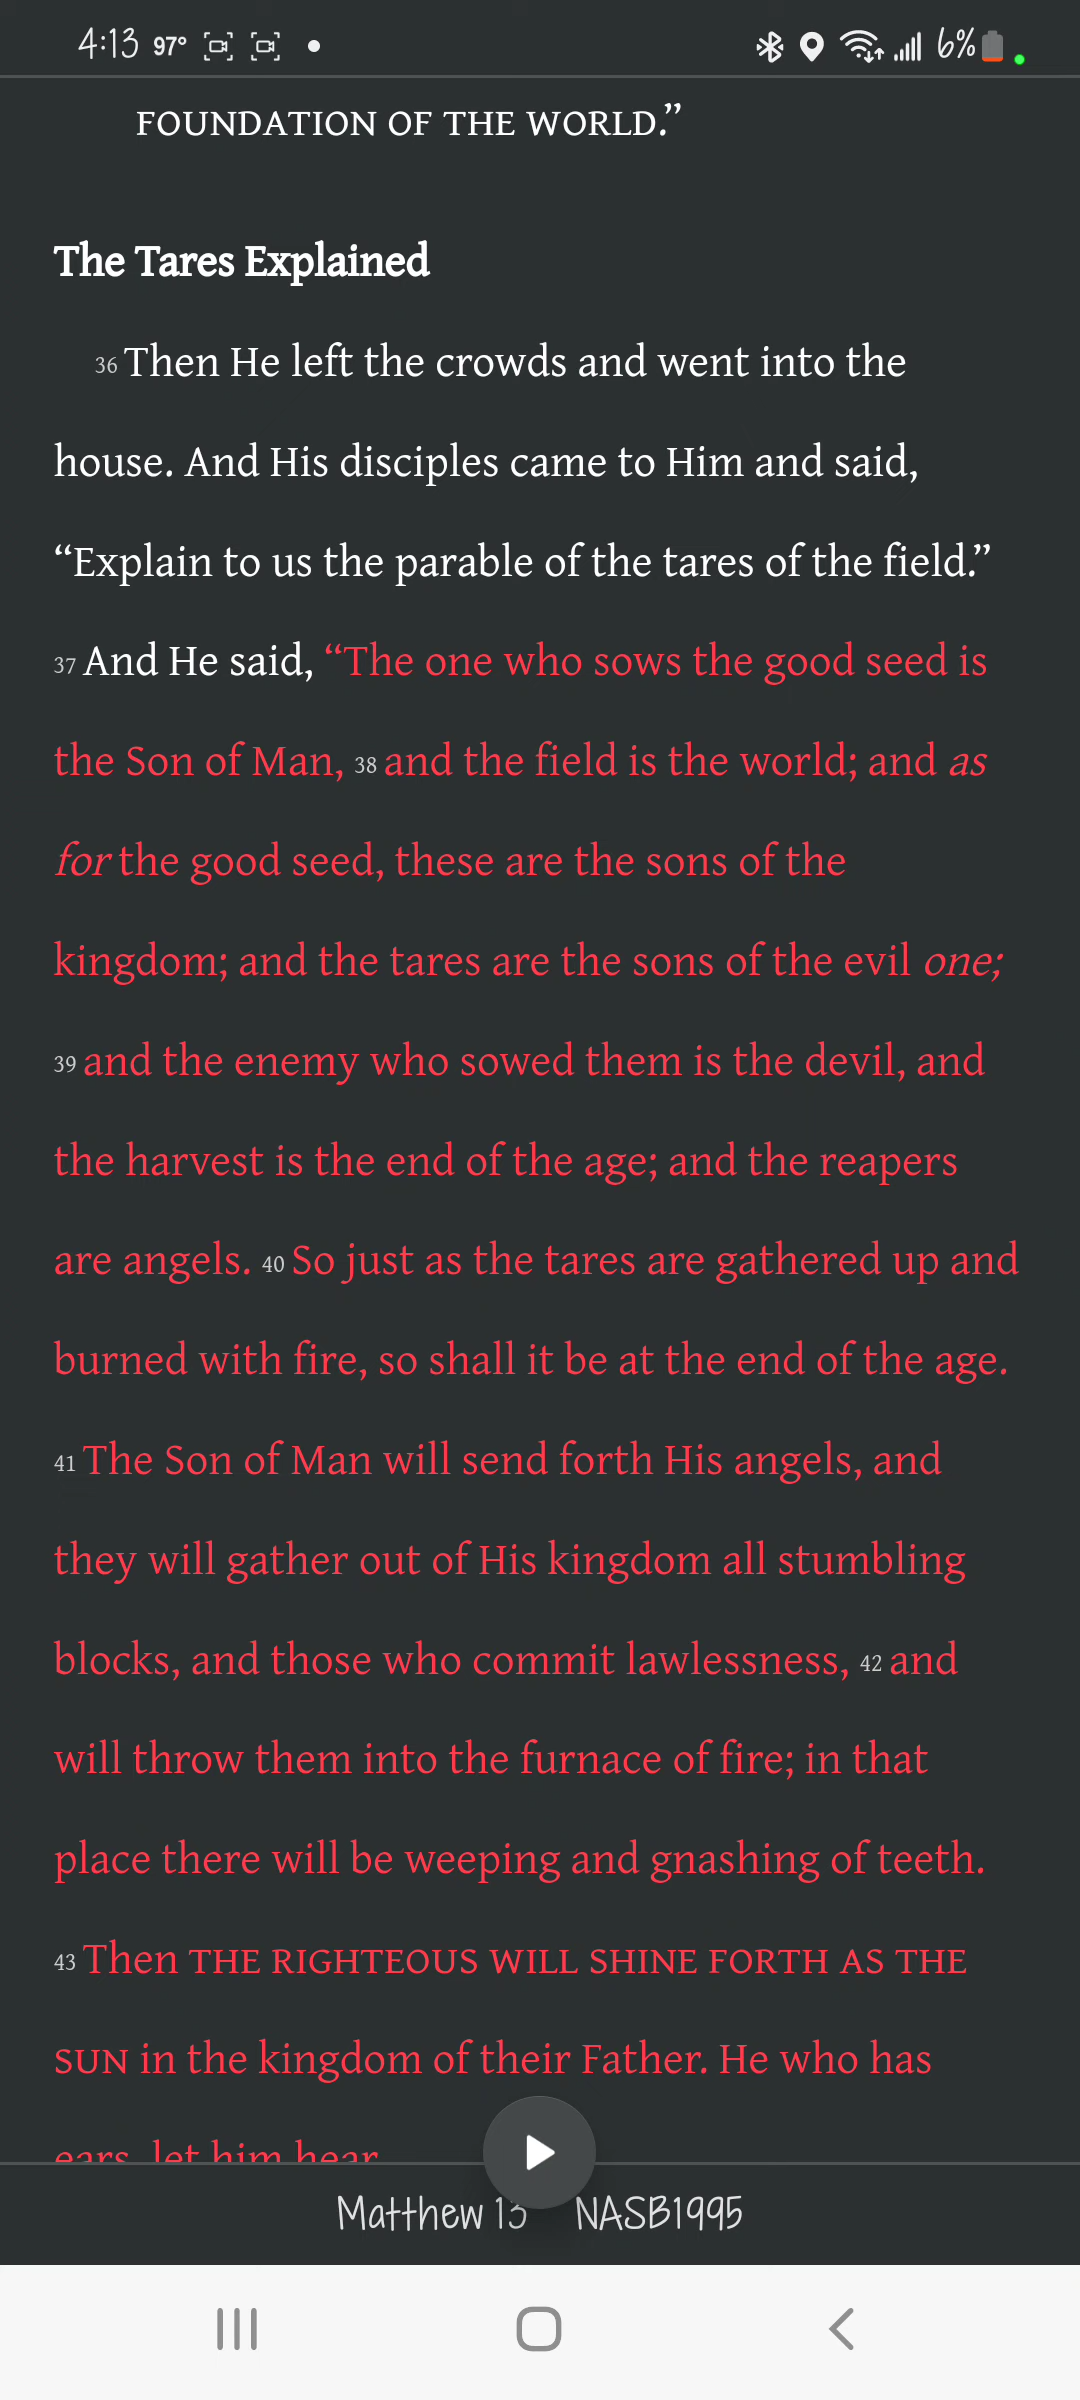 4:13 97° 6%
FOUNDATION OF THE WORLD.”
The Tares Explained
36 Then He left the crowds and went into the
house. And His disciples came to Him and said,
“Explain to us the parable of the tares of the field.”
37 And He said, “The one who sows the good seed is
the Son of Man, 38 and the field is the world; and as
for the good seed, these are the sons of the
kingdom; and the tares are the sons of the evil one;
39 and the enemy who sowed them is the devil, and
the harvest is the end of the age; and the reapers
are angels. 40 So just as the tares are gathered up and
burned with fire, so shall it be at the end of the age.
41 The Son of Man will send forth His angels, and
they will gather out of His kingdom all stumbling
blocks, and those who commit lawlessness, 42 and
will throw them into the furnace of fire; in that
place there will be weeping and gnashing of teeth.
43 Then THE RIGHTEOUS WILL SHINE FORTH AS THE
SUN in the kingdom of their Father. He who has
ears, let him hear
Matthew 13 NASB1995